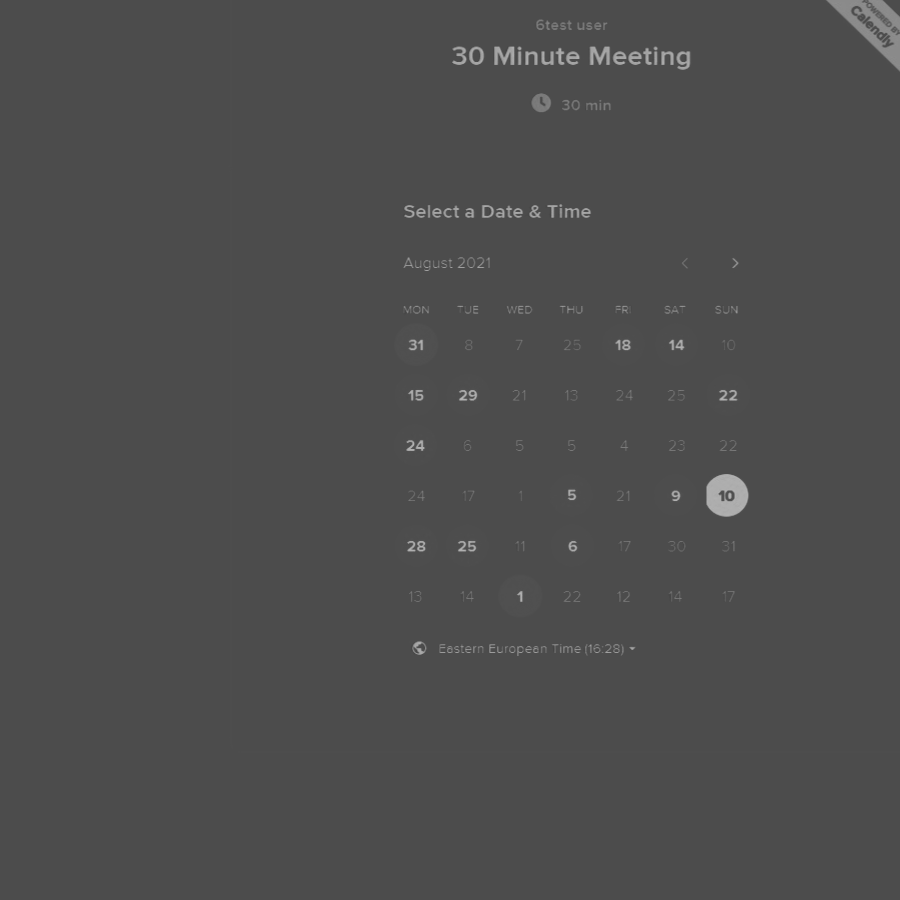 POWERED BY
Calendly
6test user
30 Minute Meeting
30 min
Select a Date & Time
August 2021
MON TUE WED THU FRI SAT SUN
31 8 7 25 18 14 10
15 29 21 13 24 25 22
24 6 5 5 4 23 22
24 17 1 5 21 9 10
28 25 11 6 17 30 31
13 14 1 22 12 14 17
Eastern European Time (16:28)